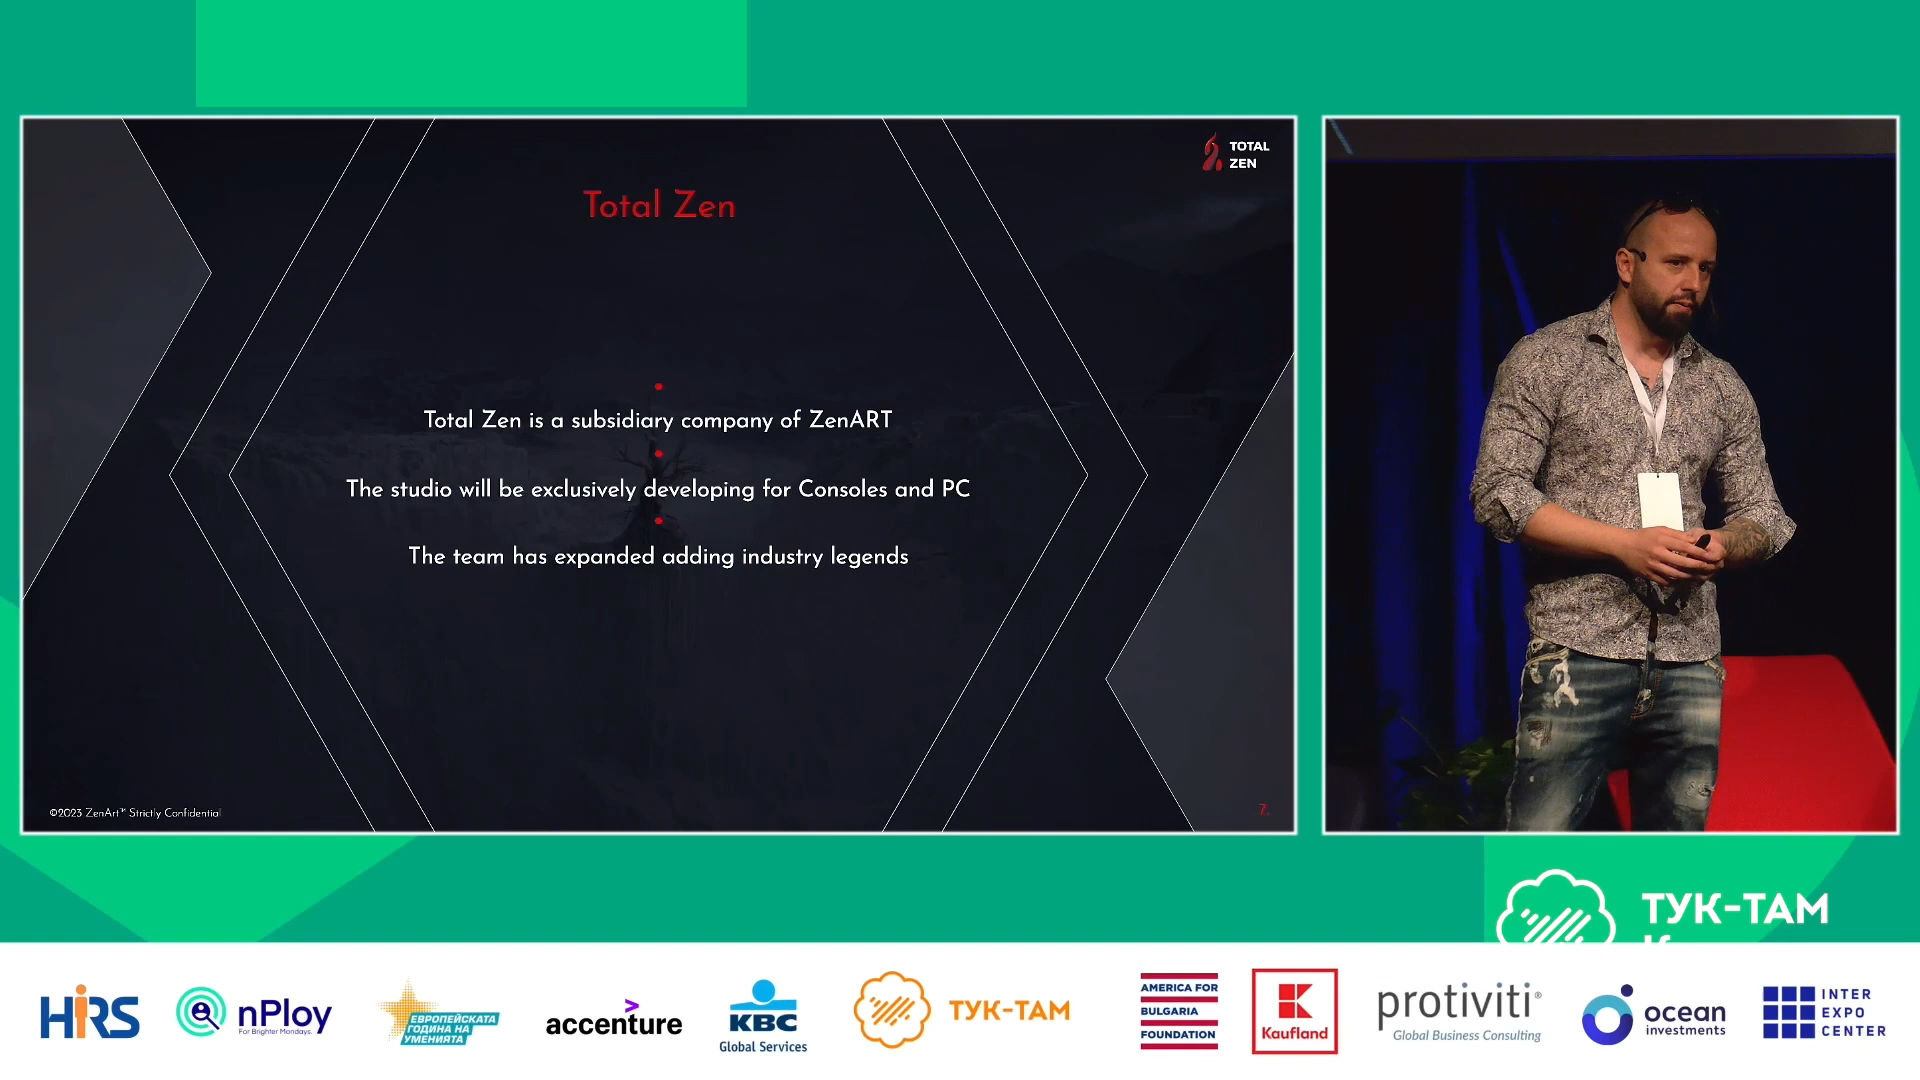 TOTAL
ZEN
Total Zen
Total Zen is a subsidiary company of ZenART
The studio will be exclusively developing for Consoles and PC
The team has expanded adding industry legends
©2023 ZenArt™ Strictly Confidential
7.
ТУК-ТАМ
HRS
nPloy
For Brighter Mondays.
ЕВРОПЕЙСКАТА
ГОДИНА НА
УМЕНИЯТА
accenture
KBC
Global Services
ТУК-ТАМ
AMERICA FOR
BULGARIA
FOUNDATION
Kaufland
protiviti®
Global Business Consulting
ocean
investments
INTER
EXPO
CENTER